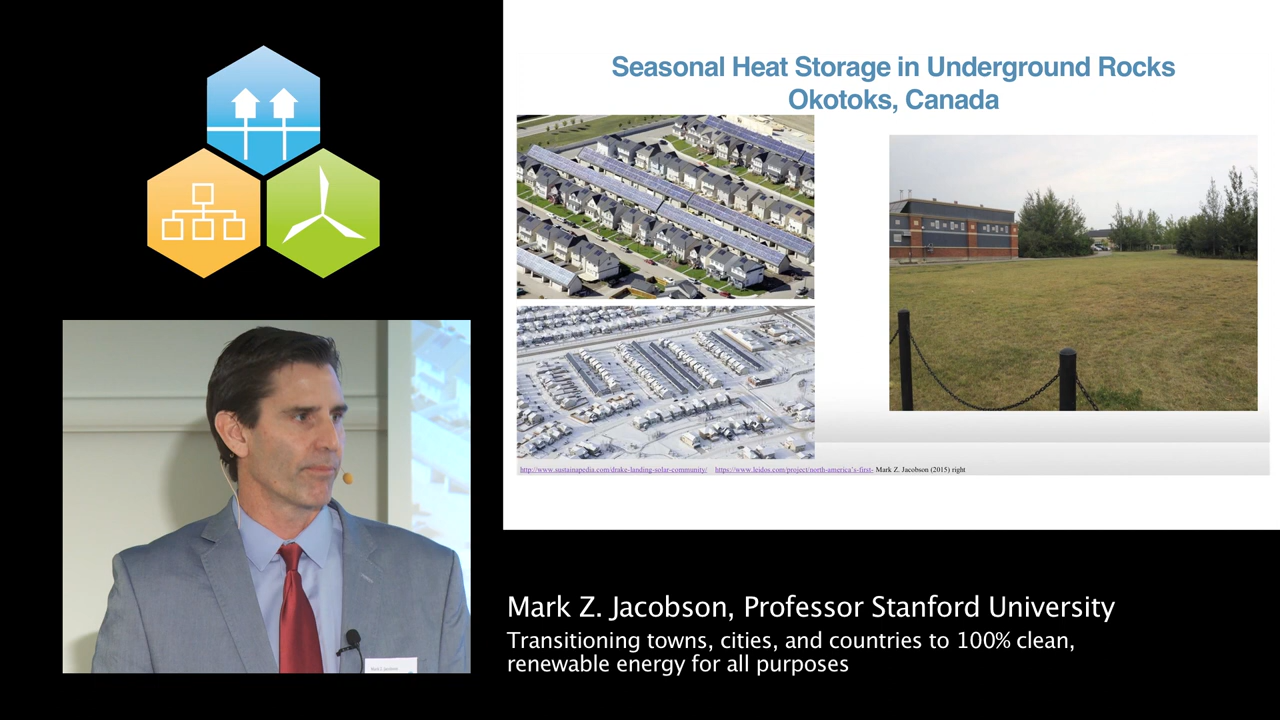 Seasonal Heat Storage in Underground Rocks
Okotoks, Canada
http://www.sustainapedia.com/drake-landing-solar-community/ https://www.leidos.com/project/north-america's-first- Mark Z. Jacobson (2015) right
Mark Z. Jacobson
Mark Z. Jacobson, Professor Stanford University
Transitioning towns, cities, and countries to 100% clean,
renewable energy for all purposes